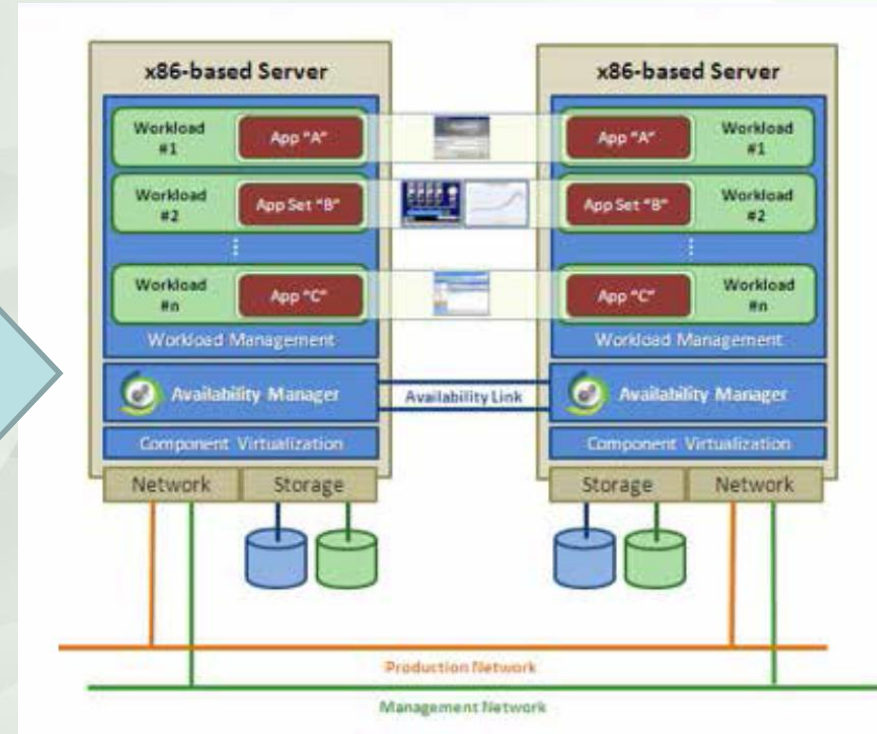 x86-based Server
Workload #1
App "A"
Workload #2
App Set "B"
Workload #n
App "C"
Workload Management
Availability Manager
Component Virtualization
Network
Storage
Availability Link
x86-based Server
App "A"
Workload #1
App Set "B"
Workload #2
App "C"
Workload #n
Workload Management
Availability Manager
Component Virtualization
Storage
Network
Production Network
Management Network